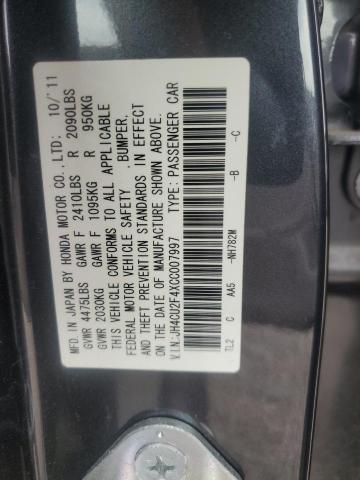 MFD. IN JAPAN BY HONDA MOTOR CO.,LTD: 10/'11
GVWR 4475LBS GAWR F 2410LBS R 2090LBS
GVWR 2030KG GAWR F 1095KG R 950KG
THIS VEHICLE CONFORMS TO ALL APPLICABLE
FEDERAL MOTOR VEHICLE SAFETY .BUMPER,
AND THEFT PREVENTION STANDARDS IN EFFECT
ON THE DATE OF MANUFACTURE SHOWN ABOVE.
V.I.N:JH4CU2F4XCC007997 TYPE: PASSENGER CAR
-NH782M -B -C
TL2 C AA5